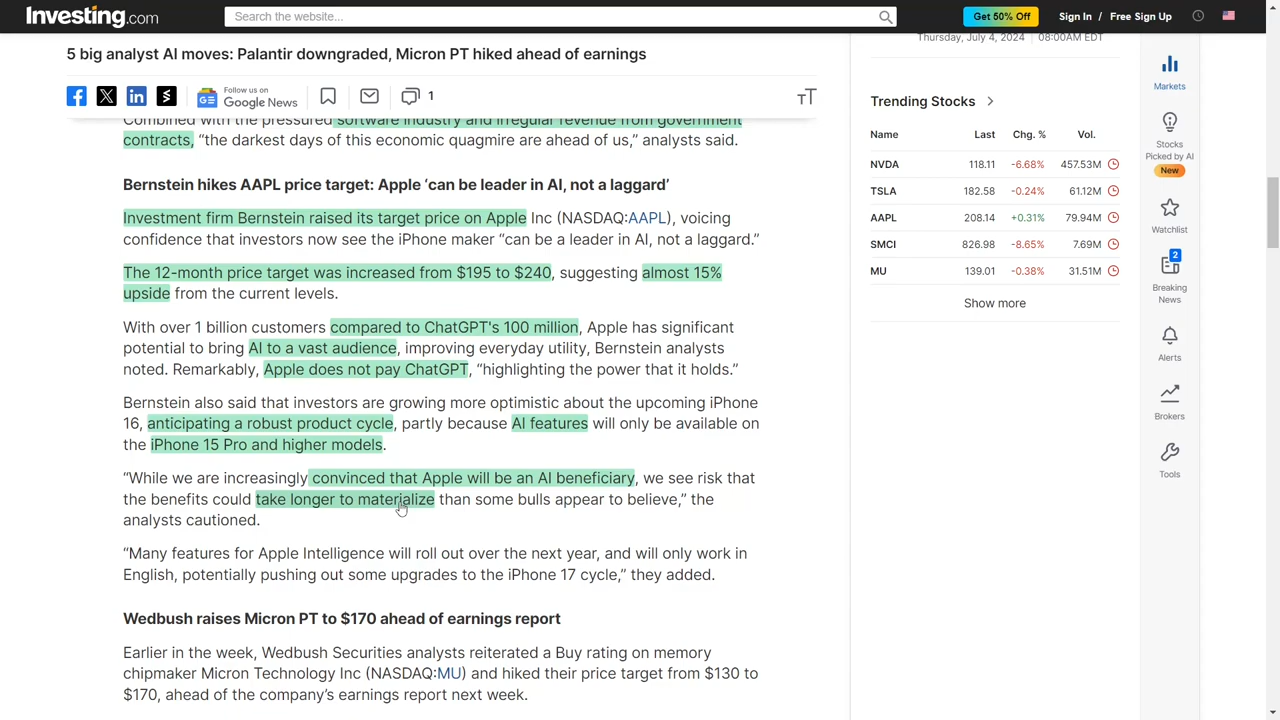 Investing.com
Search the website...
Get 50% Off
Sign In / Free Sign Up
5 big analyst AI moves: Palantir downgraded, Micron PT hiked ahead of earnings
Follow us on
Google News
1
Combined with the pressured software industry and irregular revenue from government
contracts, “the darkest days of this economic quagmire are ahead of us,” analysts said.
Bernstein hikes AAPL price target: Apple ‘can be leader in AI, not a laggard’
Investment firm Bernstein raised its target price on Apple Inc (NASDAQ:AAPL), voicing
confidence that investors now see the iPhone maker “can be a leader in AI, not a laggard.”
The 12-month price target was increased from $195 to $240, suggesting almost 15%
upside from the current levels.
With over 1 billion customers compared to ChatGPT's 100 million, Apple has significant
potential to bring AI to a vast audience, improving everyday utility, Bernstein analysts
noted. Remarkably, Apple does not pay ChatGPT, “highlighting the power that it holds.”
Bernstein also said that investors are growing more optimistic about the upcoming iPhone
16, anticipating a robust product cycle, partly because AI features will only be available on
the iPhone 15 Pro and higher models.
“While we are increasingly convinced that Apple will be an AI beneficiary, we see risk that
the benefits could take longer to materialize than some bulls appear to believe,” the
analysts cautioned.
“Many features for Apple Intelligence will roll out over the next year, and will only work in
English, potentially pushing out some upgrades to the iPhone 17 cycle,” they added.
Wedbush raises Micron PT to $170 ahead of earnings report
Earlier in the week, Wedbush Securities analysts reiterated a Buy rating on memory
chipmaker Micron Technology Inc (NASDAQ:MU) and hiked their price target from $130 to
$170, ahead of the company’s earnings report next week.
Thursday, July 4, 2024 | 08:00AM EDT
Trending Stocks
Name Last Chg. % Vol.
NVDA 118.11 -6.68% 457.53M
TSLA 182.58 -0.24% 61.12M
AAPL 208.14 +0.31% 79.94M
SMCI 826.98 -8.65% 7.69M
MU 139.01 -0.38% 31.51M
Show more
Markets
Stocks
Picked by AI
New
Watchlist
2
Breaking
News
Alerts
Brokers
Tools